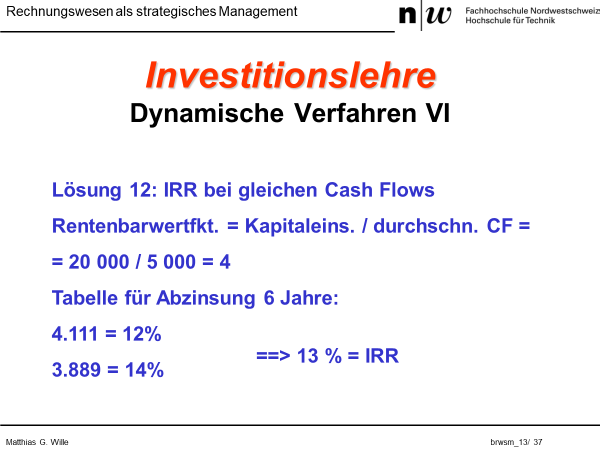 Rechnungswesen als strategisches Management
n|w
Fachhochschule Nordwestschweiz
Hochschule für Technik
Investitionslehre
Dynamische Verfahren VI
Lösung 12: IRR bei gleichen Cash Flows
Rentenbarwertfkt. = Kapitaleins. / durchschn. CF =
= 20 000 / 5 000 = 4
Tabelle für Abzinsung 6 Jahre:
4.111 = 12%
==> 13 % = IRR
3.889 = 14%
Matthias G. Wille
brwsm_13/ 37